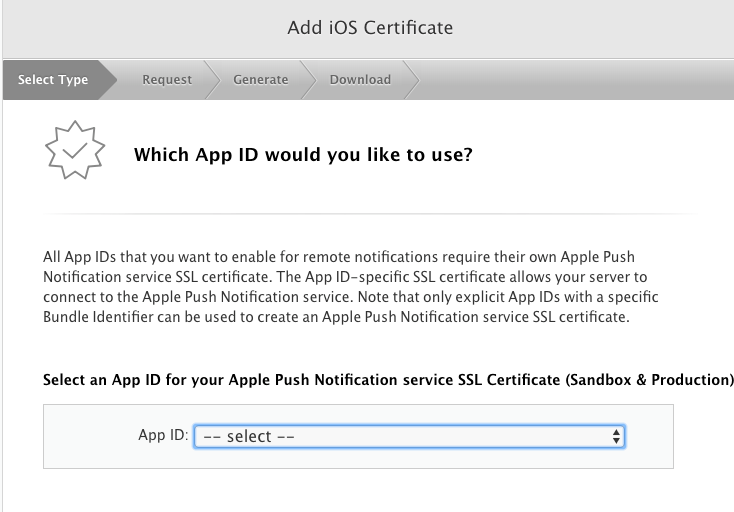 Add iOS Certificate
Select Type
Request
Generate
Download
Which App ID would you like to use?
All App IDs that you want to enable for remote notifications require their own Apple Push
Notification service SSL certificate. The App ID-specific SSL certificate allows your server to
connect to the Apple Push Notification service. Note that only explicit App IDs with a specific
Bundle Identifier can be used to create an Apple Push Notification service SSL certificate.
Select an App ID for your Apple Push Notification service SSL Certificate (Sandbox & Production)
App ID: -- select --